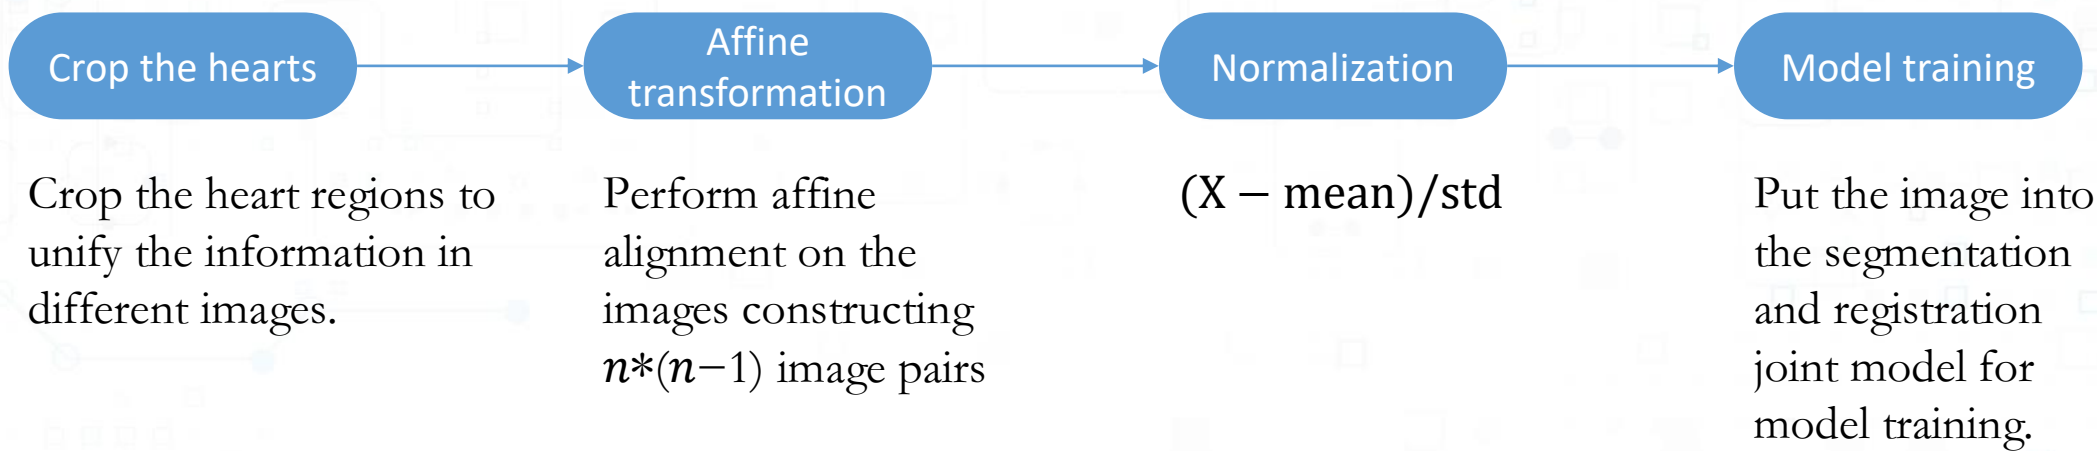 Crop the hearts
Affine
transformation
Normalization
Model training
Crop the heart regions to
unify the information in
different images.
Perform affine
alignment on the
images constructing
n*(n−1) image pairs
(X − mean)/std
Put the image into
the segmentation
and registration
joint model for
model training.